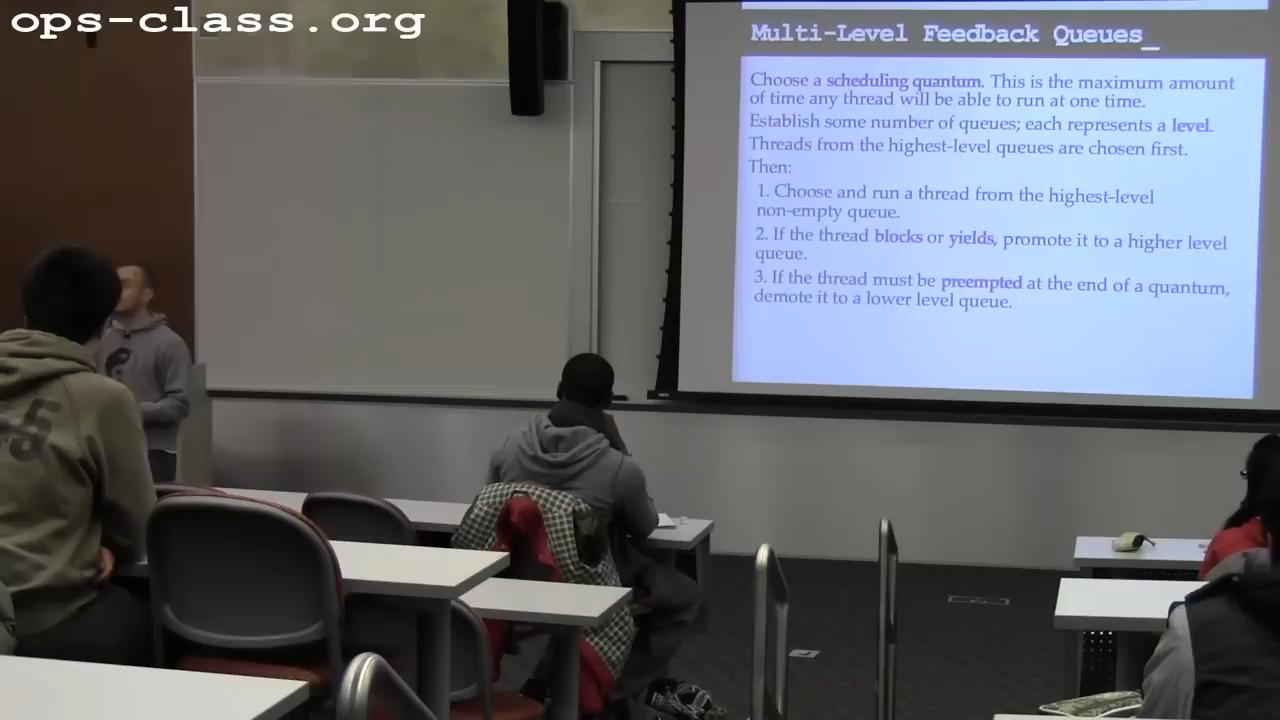 ops-class.org
Multi-Level Feedback Queues_
Choose a scheduling quantum. This is the maximum amount
of time any thread will be able to run at one time.
Establish some number of queues; each represents a level.
Threads from the highest-level queues are chosen first.
Then:
1. Choose and run a thread from the highest-level
non-empty queue.
2. If the thread blocks or yields, promote it to a higher level
queue.
3. If the thread must be preempted at the end of a quantum,
demote it to a lower level queue.
5